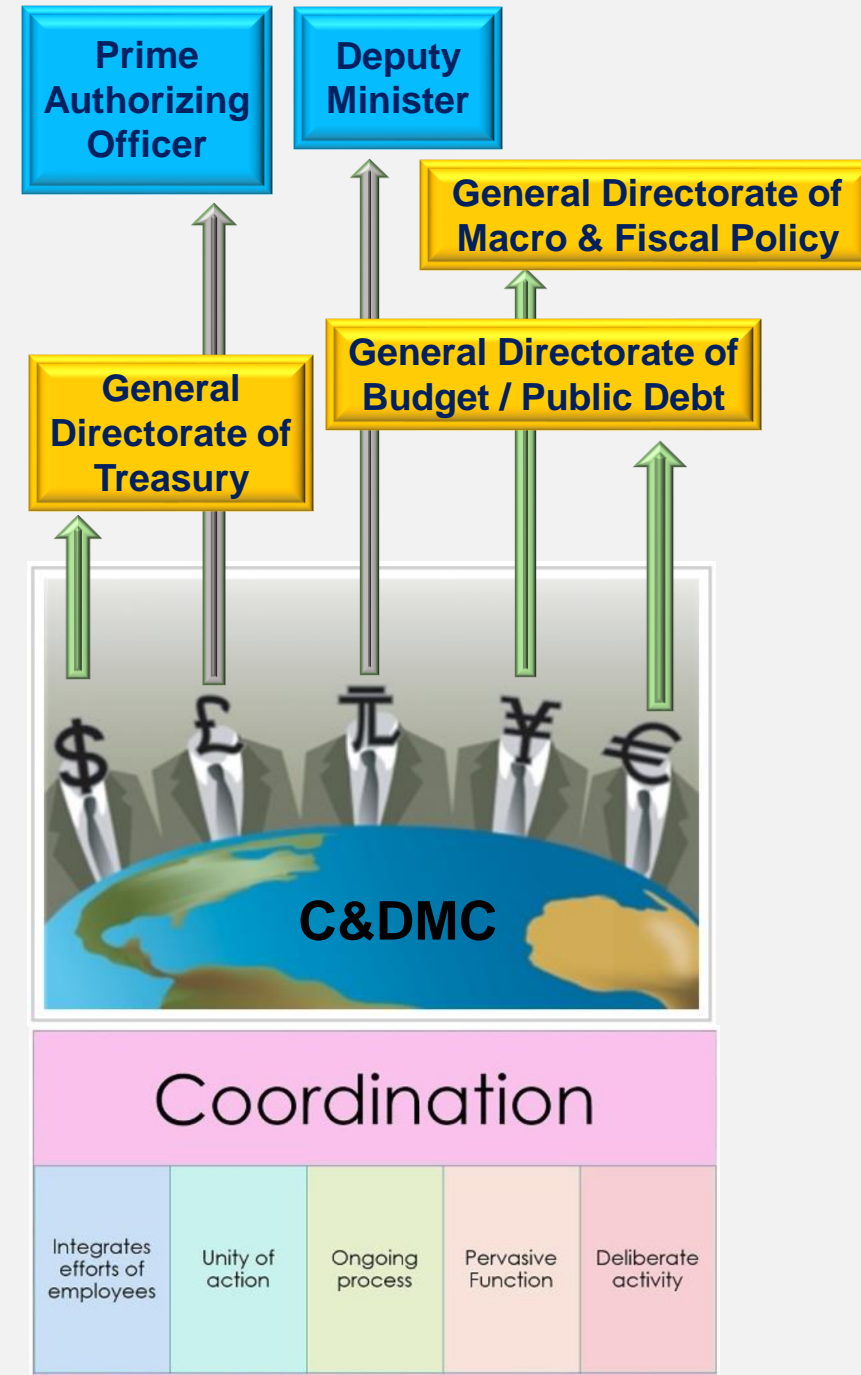 Prime
Authorizing
Officer
Deputy
Minister
General Directorate of
Macro & Fiscal Policy
General Directorate of
Budget / Public Debt
General
Directorate of
Treasury
$ £ ₤ ¥ €
C&DMC
Coordination
Integrates
efforts of
employees
Unity of
action
Ongoing
process
Pervasive
Function
Deliberate
activity